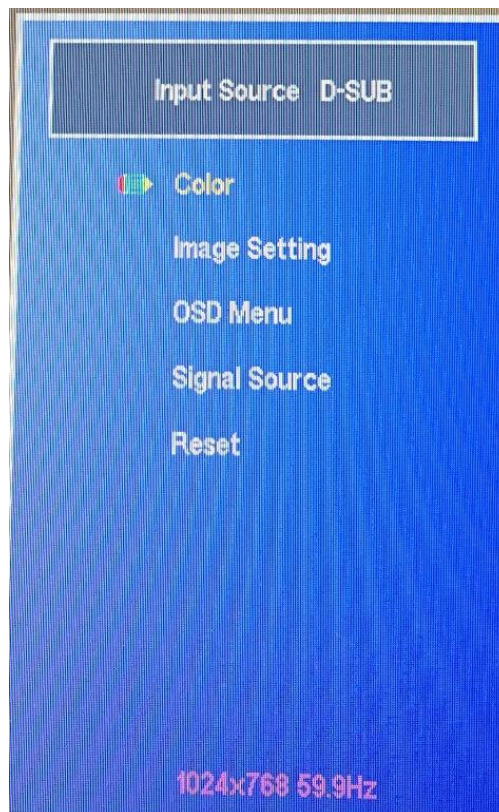 Input Source D-SUB
Color
Image Setting
OSD Menu
Signal Source
Reset
1024x768 59.9Hz